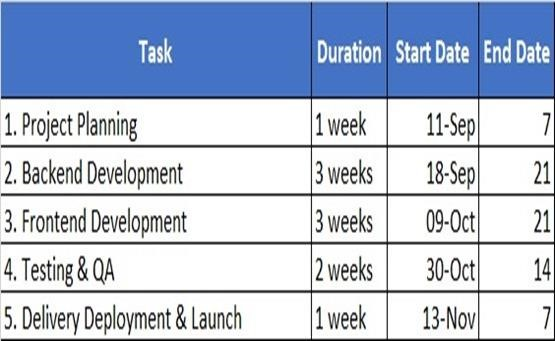 Task Duration Start Date End Date
1. Project Planning 1 week 11-Sep 7
2. Backend Development 3 weeks 18-Sep 21
3. Frontend Development 3 weeks 09-Oct 21
4. Testing & QA 2 weeks 30-Oct 14
5. Delivery Deployment & Launch 1 week 13-Nov 7